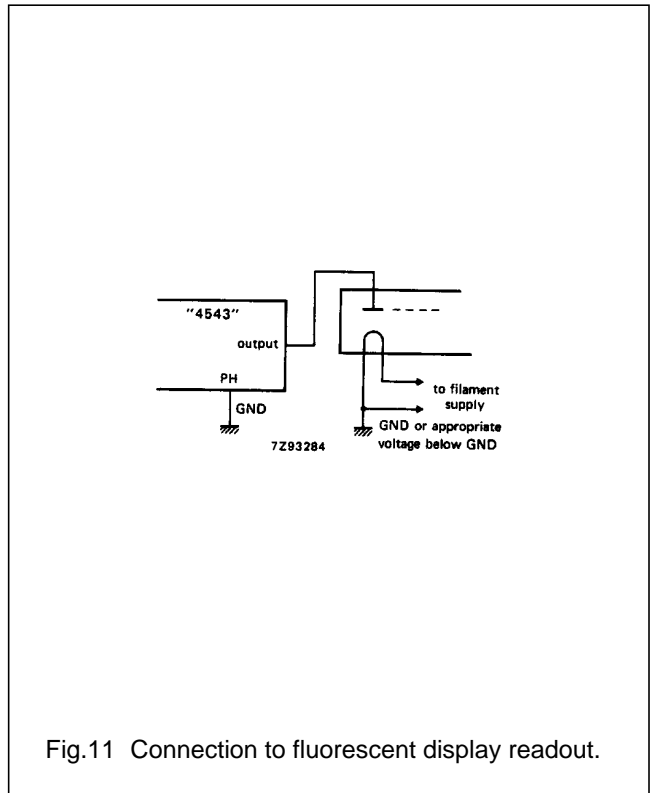 "4543"
output
PH
GND
7Z93284
to filament
supply
GND or appropriate
voltage below GND
Fig.11 Connection to fluorescent display readout.